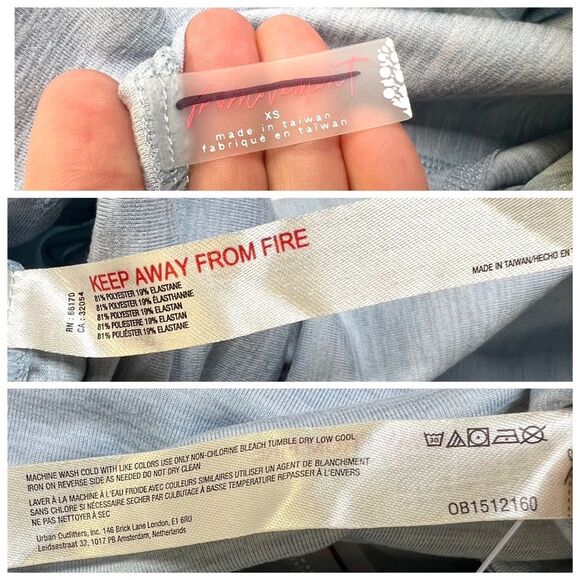 fp movement
XS
made in taiwan
fabriqué en taiwan
KEEP AWAY FROM FIRE
RN : 66170
CA : 32054
81% POLYESTER 19% ELASTANE
81% POLYESTER 19% ÉLASTHANNE
81% POLYESTER 19% ELASTAN
81% POLIESTERE 19% ELASTAN
81% POLIÉSTER 19% ELASTANE
MADE IN TAIWAN/HECHO EN T
MACHINE WASH COLD WITH LIKE COLORS USE ONLY NON-CHLORINE BLEACH TUMBLE DRY LOW COOL
IRON ON REVERSE SIDE AS NEEDED DO NOT DRY CLEAN
LAVER À LA MACHINE À L'EAU FROIDE AVEC COULEURS SIMILAIRES UTILISER UN AGENT DE BLANCHIMENT
SANS CHLORE SI NÉCESSAIRE SÉCHER PAR CULBUTAGE À BASSE TEMPÉRATURE REPASSER À L'ENVERS
NE PAS NETTOYER À SEC
Urban Outfitters, Inc. 146 Brick Lane London, E1 6RU
Leidsestraat 32, 1017 PB Amsterdam, Netherlands
30
OB1512160